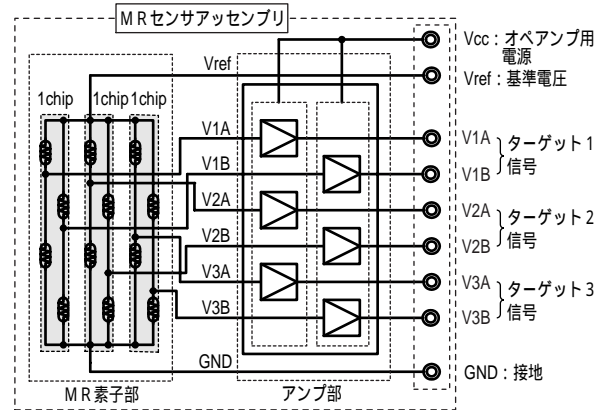 MRセンサアッセンブリ
Vcc：オペアンプ用
電源
Vref
Vref：基準電圧
1chip
1chip
1chip
V1A
V1A
ターゲット1
信号
V1B
V1B
V2A
V2A
ターゲット2
信号
V2B
V2B
V3A
V3A
ターゲット3
信号
V3B
V3B
GND
GND：接地
MR素子部
アンプ部